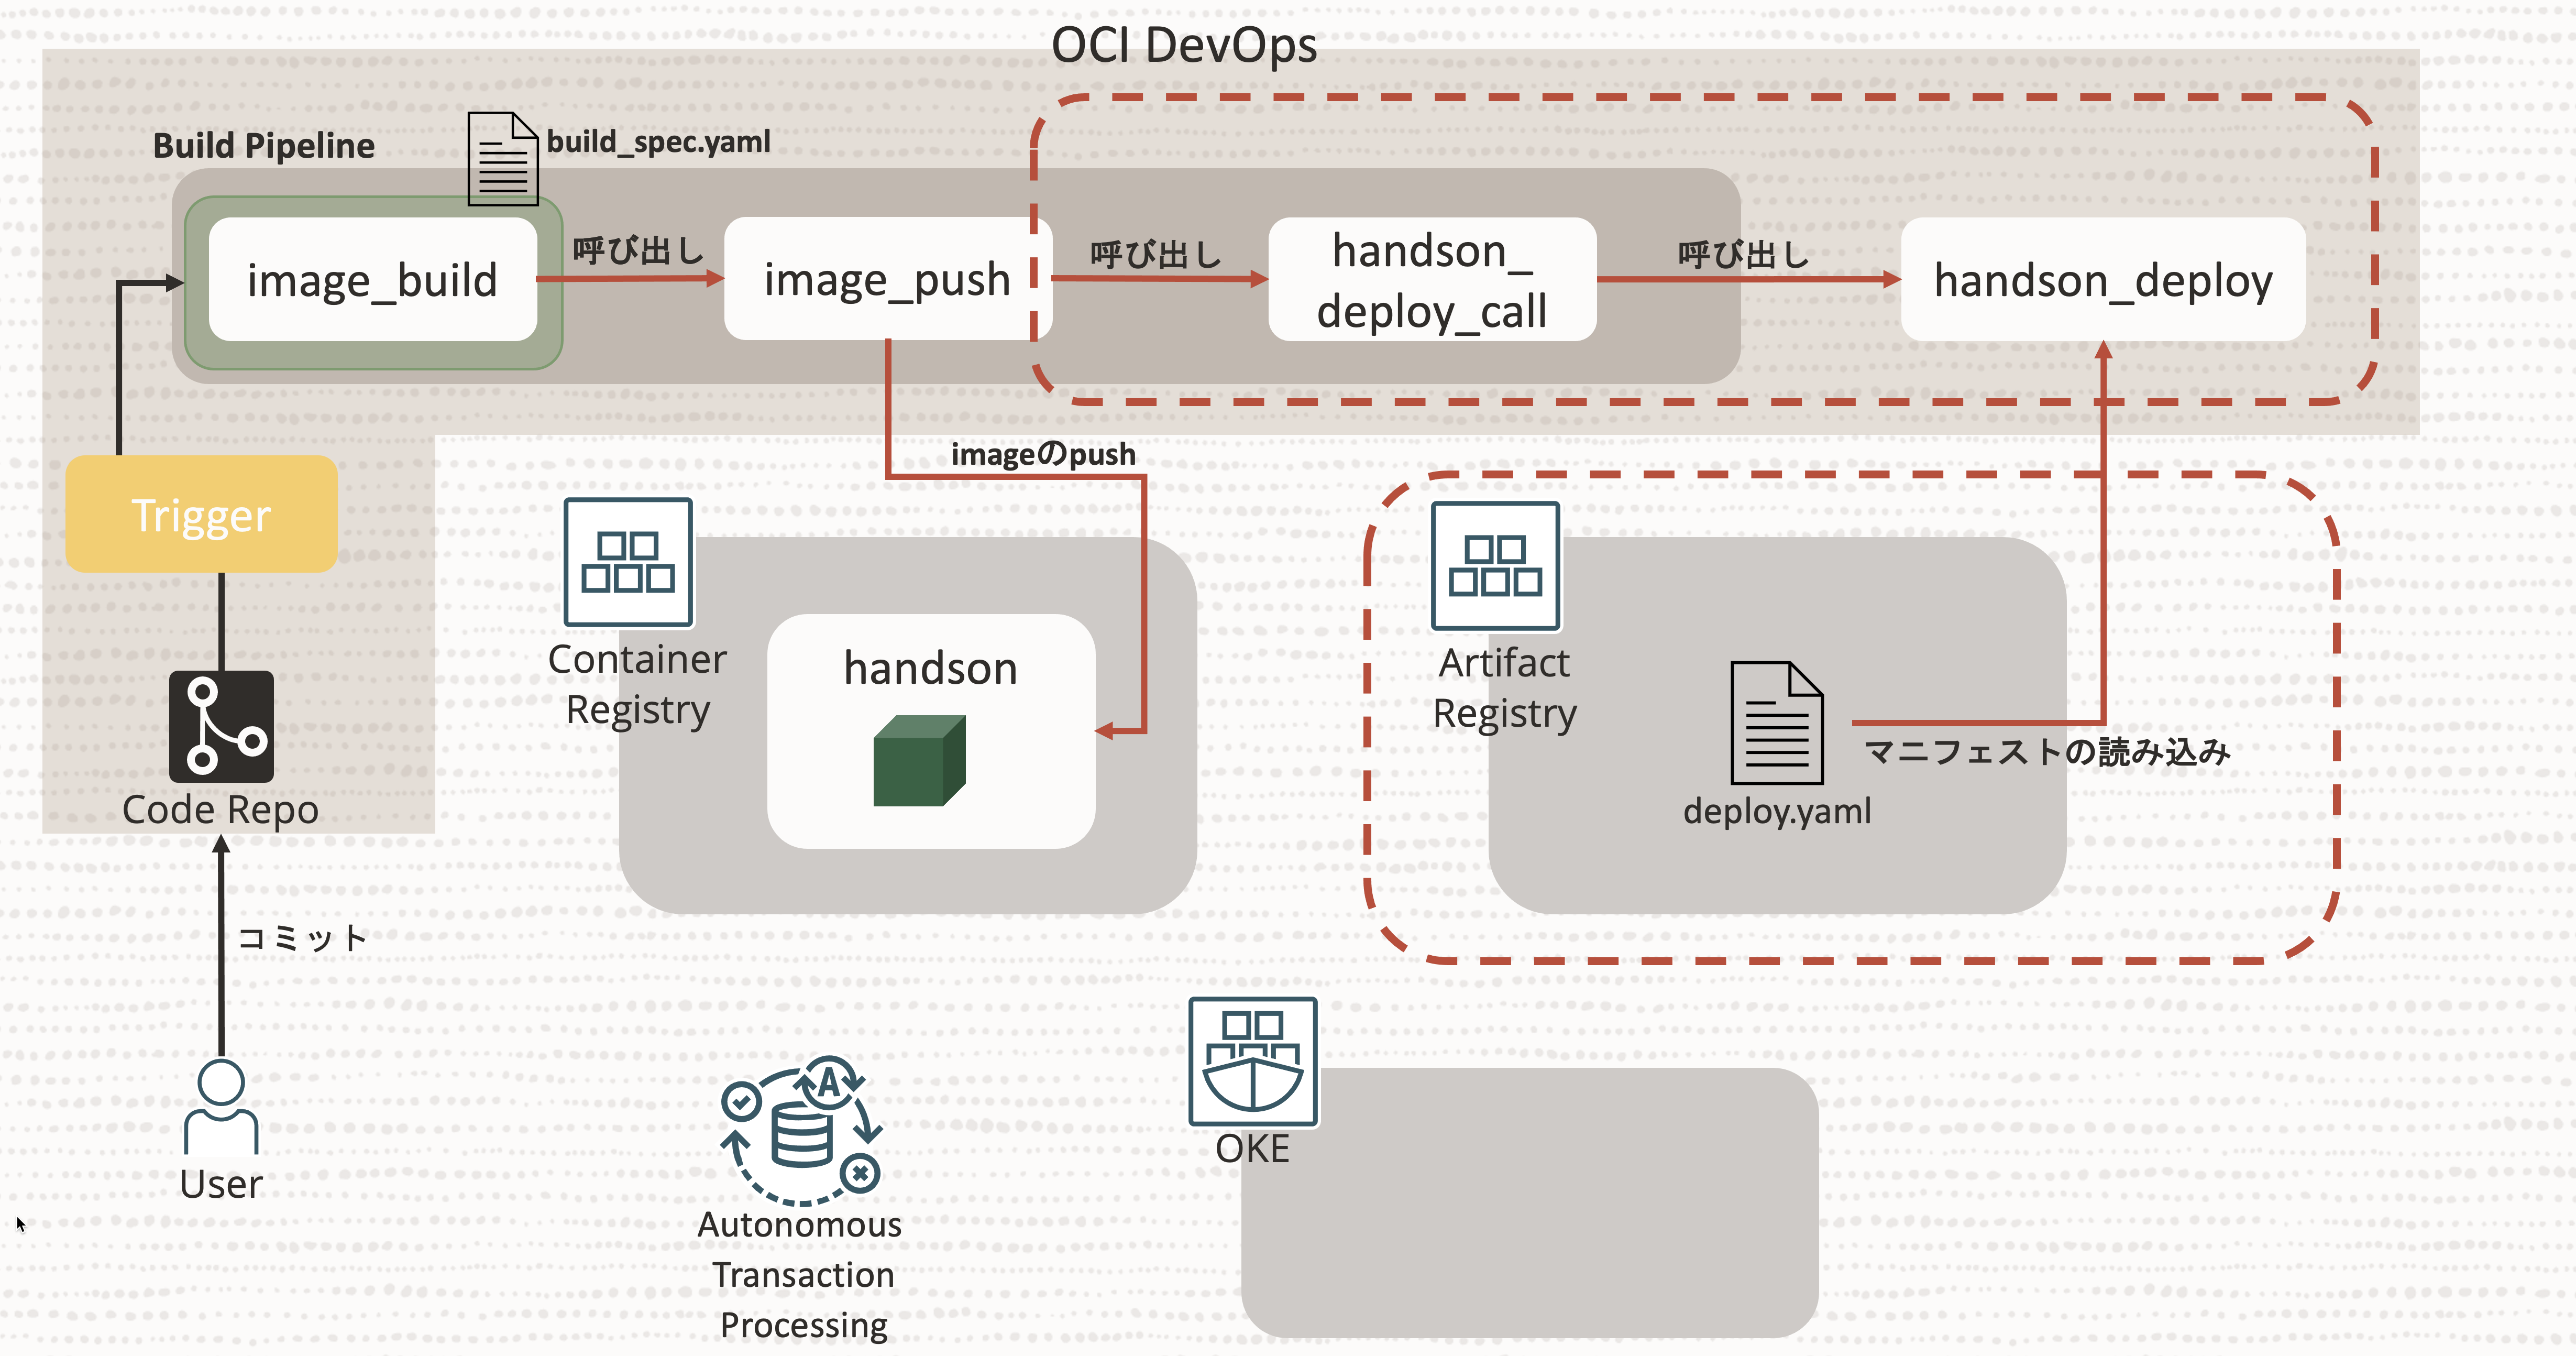 OCI DevOps
Build Pipeline
build_spec.yaml
image_build
呼び出し
image_push
呼び出し
handson_
deploy_call
呼び出し
handson_deploy
Trigger
imageのpush
Container
Registry
handson
Artifact
Registry
マニフェストの読み込み
deploy.yaml
Code Repo
コミット
User
Autonomous
Transaction
Processing
OKE